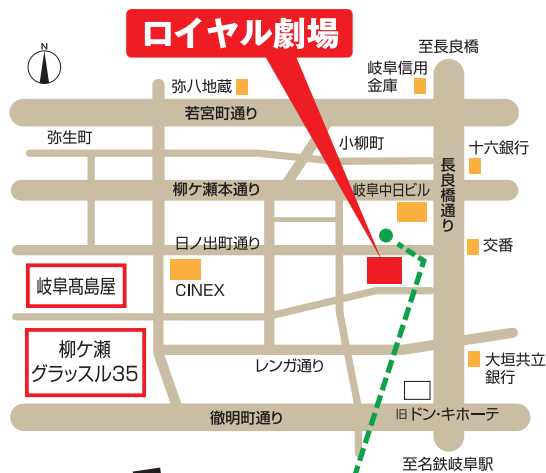 ロイヤル劇場
至長良橋
N
弥八地蔵
岐阜信用
金庫
若宮町通り
弥生町
小柳町
十六銀行
長良橋通り
柳ケ瀬本通り
岐阜中日ビル
日ノ出町通り
交番
岐阜髙島屋
CINEX
柳ケ瀬
グラッスル35
レンガ通り
大垣共立
銀行
徹明町通り
旧ドン・キホーテ
至名鉄岐阜駅